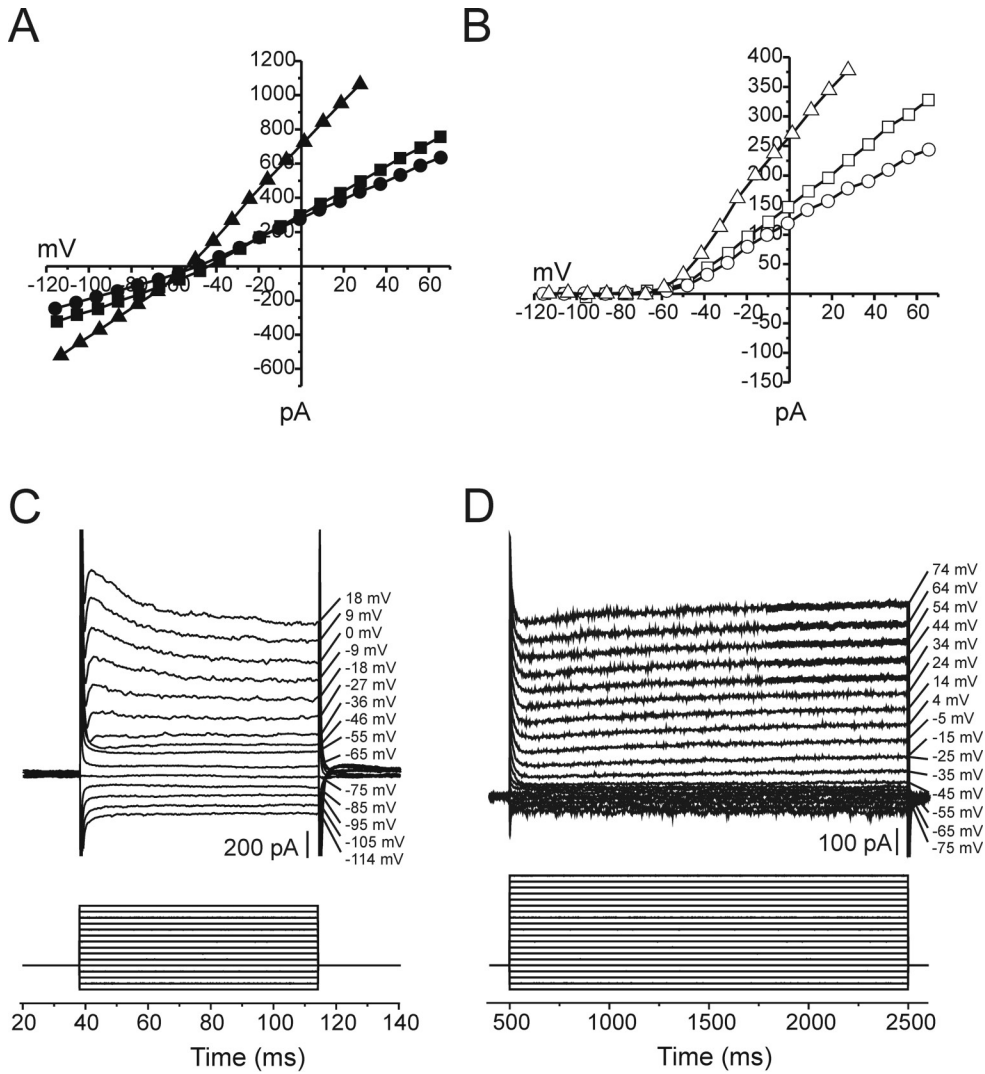 A
1200
1000
800
600
400
200
mV
-120 -100 -80 -60 -40 -20 20 40 60
-200
-400
-600
pA
B
400
350
300
250
200
150
100
50
mV
-120 -100 -80 -60 -40 -20 0 20 40 60
-50
-100
-150
pA
C
18 mV
9 mV
0 mV
-9 mV
-18 mV
-27 mV
-36 mV
-46 mV
-55 mV
-65 mV
-75 mV
-85 mV
-95 mV
-105 mV
-114 mV
200 pA
20 40 60 80 100 120 140
Time (ms)
D
74 mV
64 mV
54 mV
44 mV
34 mV
24 mV
14 mV
4 mV
-5 mV
-15 mV
-25 mV
-35 mV
-45 mV
-55 mV
-65 mV
-75 mV
100 pA
500 1000 1500 2000 2500
Time (ms)